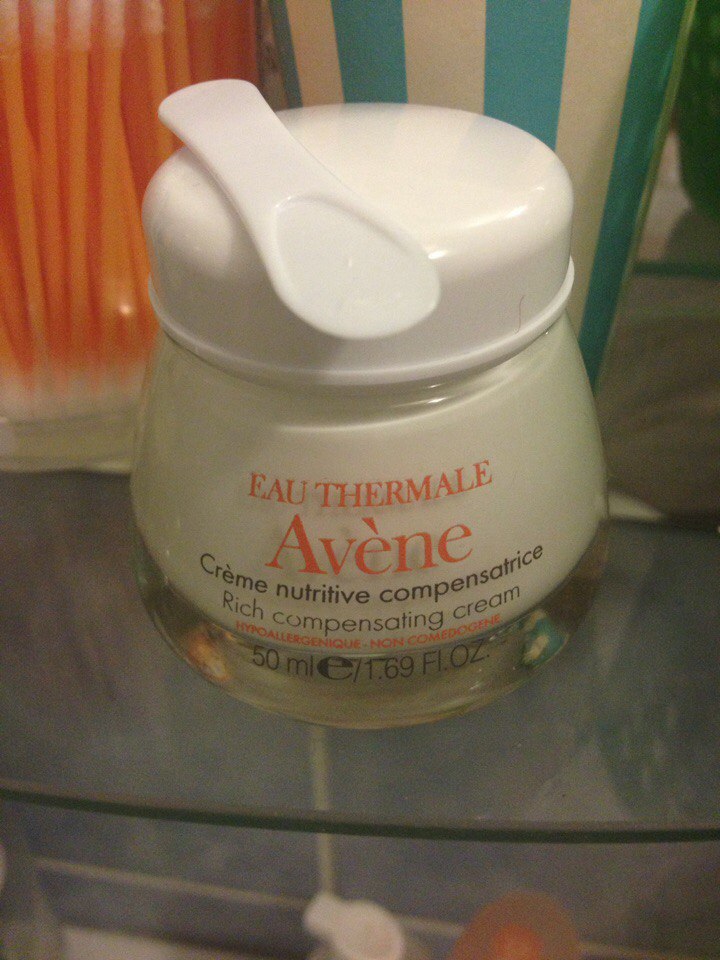 EAU THERMALE
Avène
Crème nutritive compensatrice
Rich compensating cream
HYPOALLERGENIQUE - NON COMEDOGENE
50 ml e/1.69 Fl.OZ.